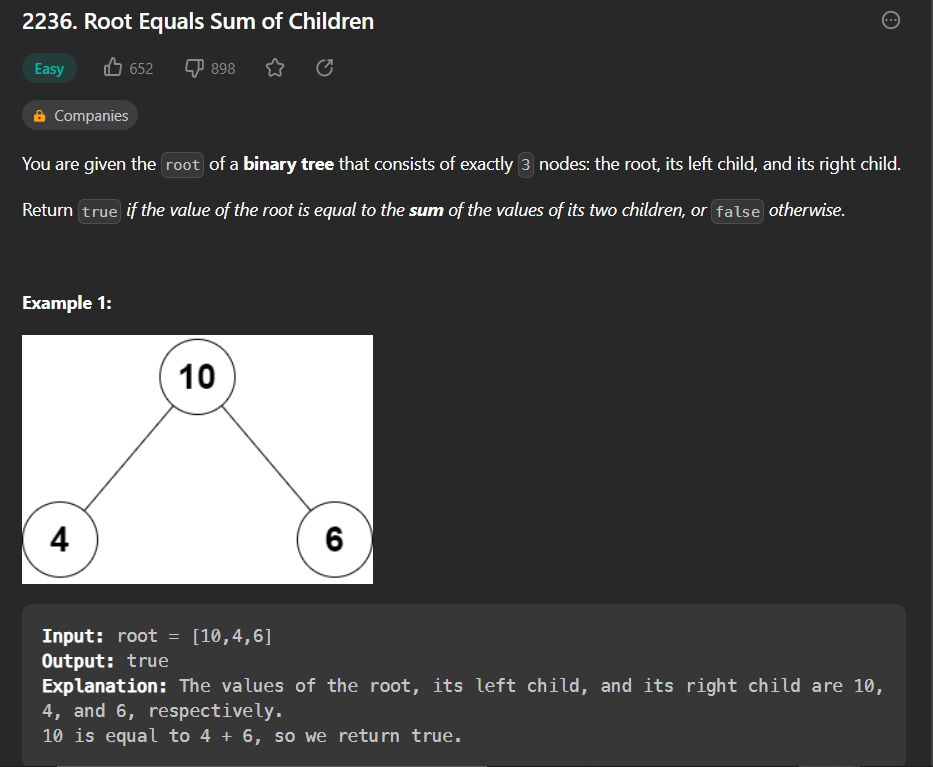 2236. Root Equals Sum of Children
Easy 652 898
Companies
You are given the root of a binary tree that consists of exactly 3 nodes: the root, its left child, and its right child.
Return true if the value of the root is equal to the sum of the values of its two children, or false otherwise.
Example 1:
10
4 6
Input: root = [10,4,6]
Output: true
Explanation: The values of the root, its left child, and its right child are 10,
4, and 6, respectively.
10 is equal to 4 + 6, so we return true.